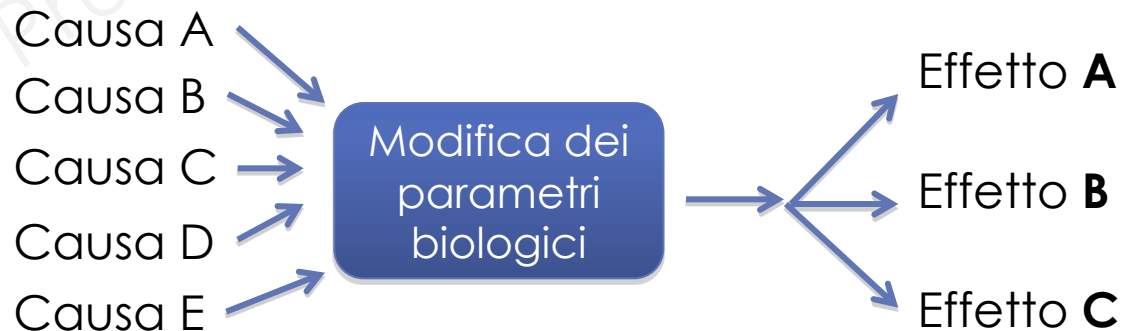 Causa A
Causa B
Causa C
Causa D
Causa E
Modifica dei
parametri
biologici
Effetto A
Effetto B
Effetto C